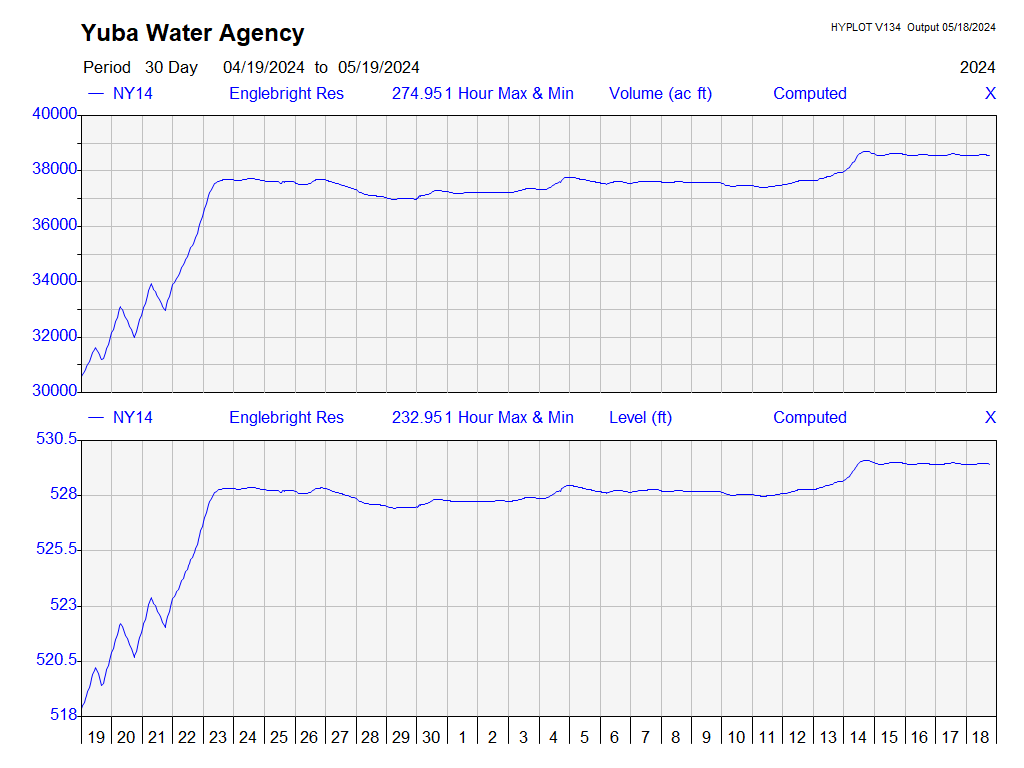 Yuba Water Agency
HYPLOT V134 Output 05/18/2024
Period 30 Day 04/19/2024 to 05/19/2024 2024
— NY14 Englebright Res 274.951 Hour Max & Min Volume (ac ft) Computed X
40000
38000
36000
34000
32000
30000
— NY14 Englebright Res 232.951 Hour Max & Min Level (ft) Computed X
530.5
528
525.5
523
520.5
518
19 20 21 22 23 24 25 26 27 28 29 30 1 2 3 4 5 6 7 8 9 10 11 12 13 14 15 16 17 18